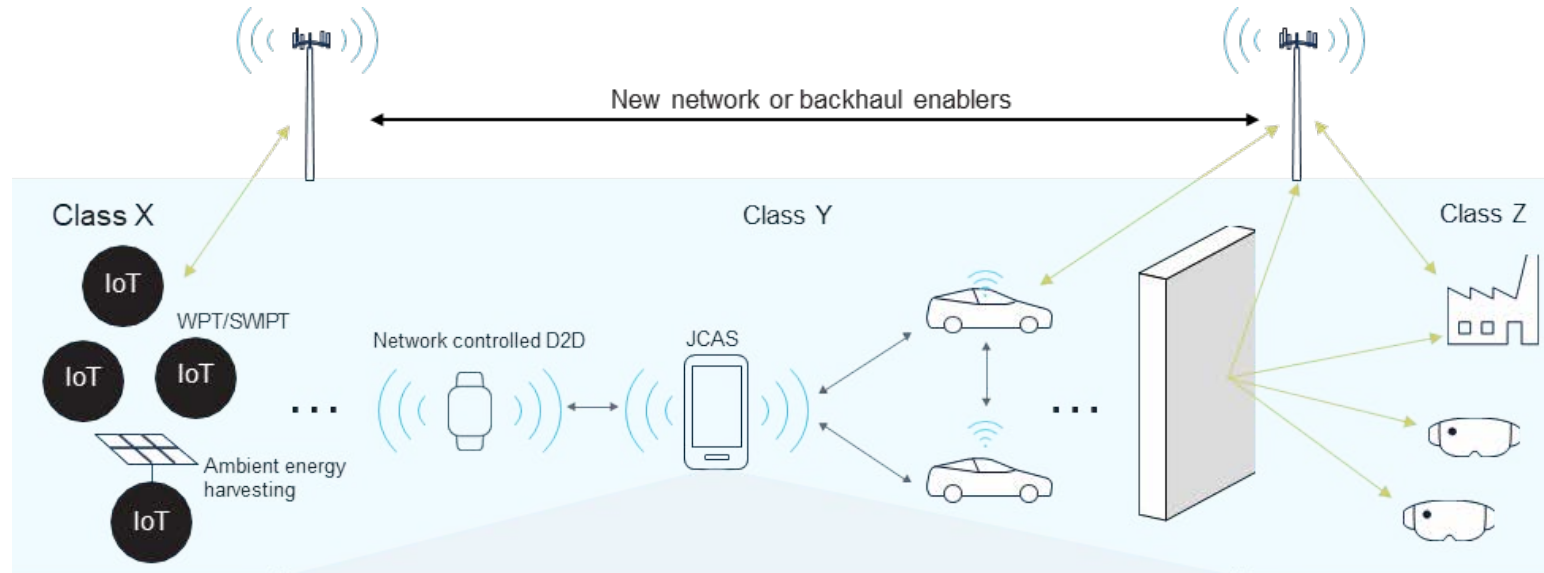 New network or backhaul enablers
Class X
Class Y
Class Z
IoT
WPT/SWIPT
IoT
IoT
Network controlled D2D
JCAS
...
...
Ambient energy
harvesting
IoT